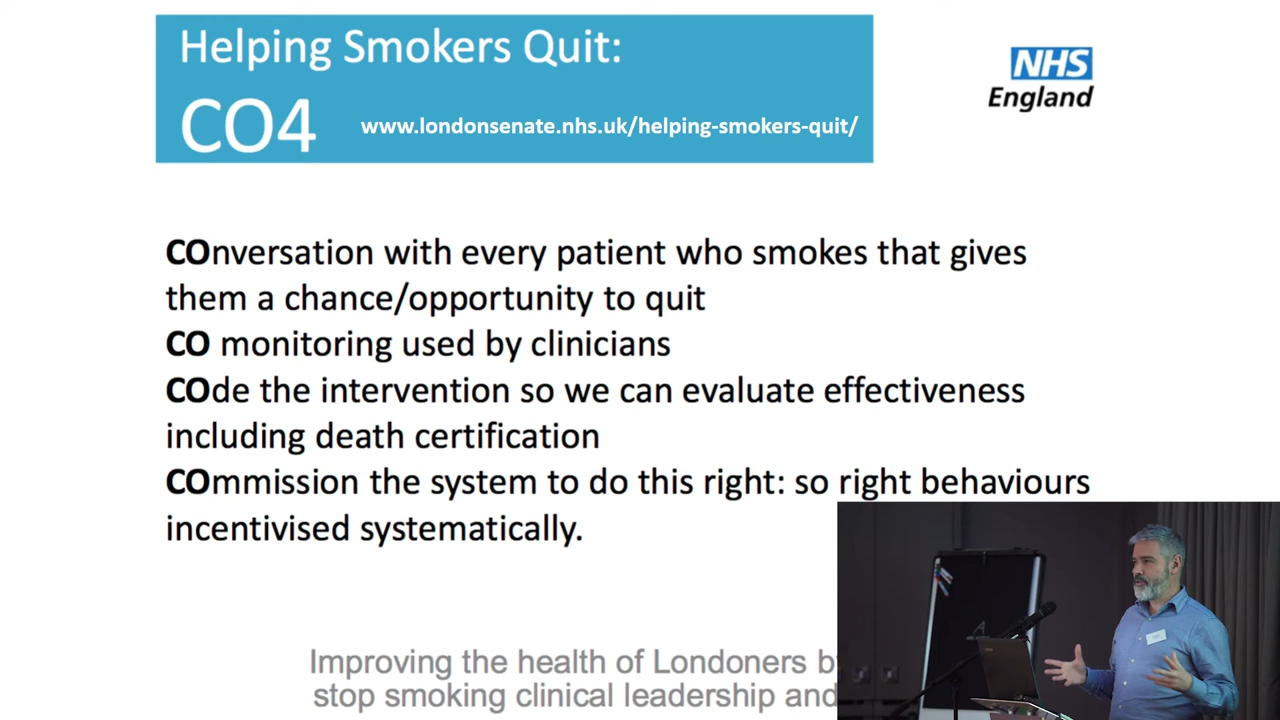 Helping Smokers Quit:
CO4 www.londonsenate.nhs.uk/helping-smokers-quit/
NHS
England
COnversation with every patient who smokes that gives
them a chance/opportunity to quit
CO monitoring used by clinicians
COde the intervention so we can evaluate effectiveness
including death certification
COmmission the system to do this right: so right behaviours
incentivised systematically.
Improving the health of Londoners
stop smoking clinical leadership and